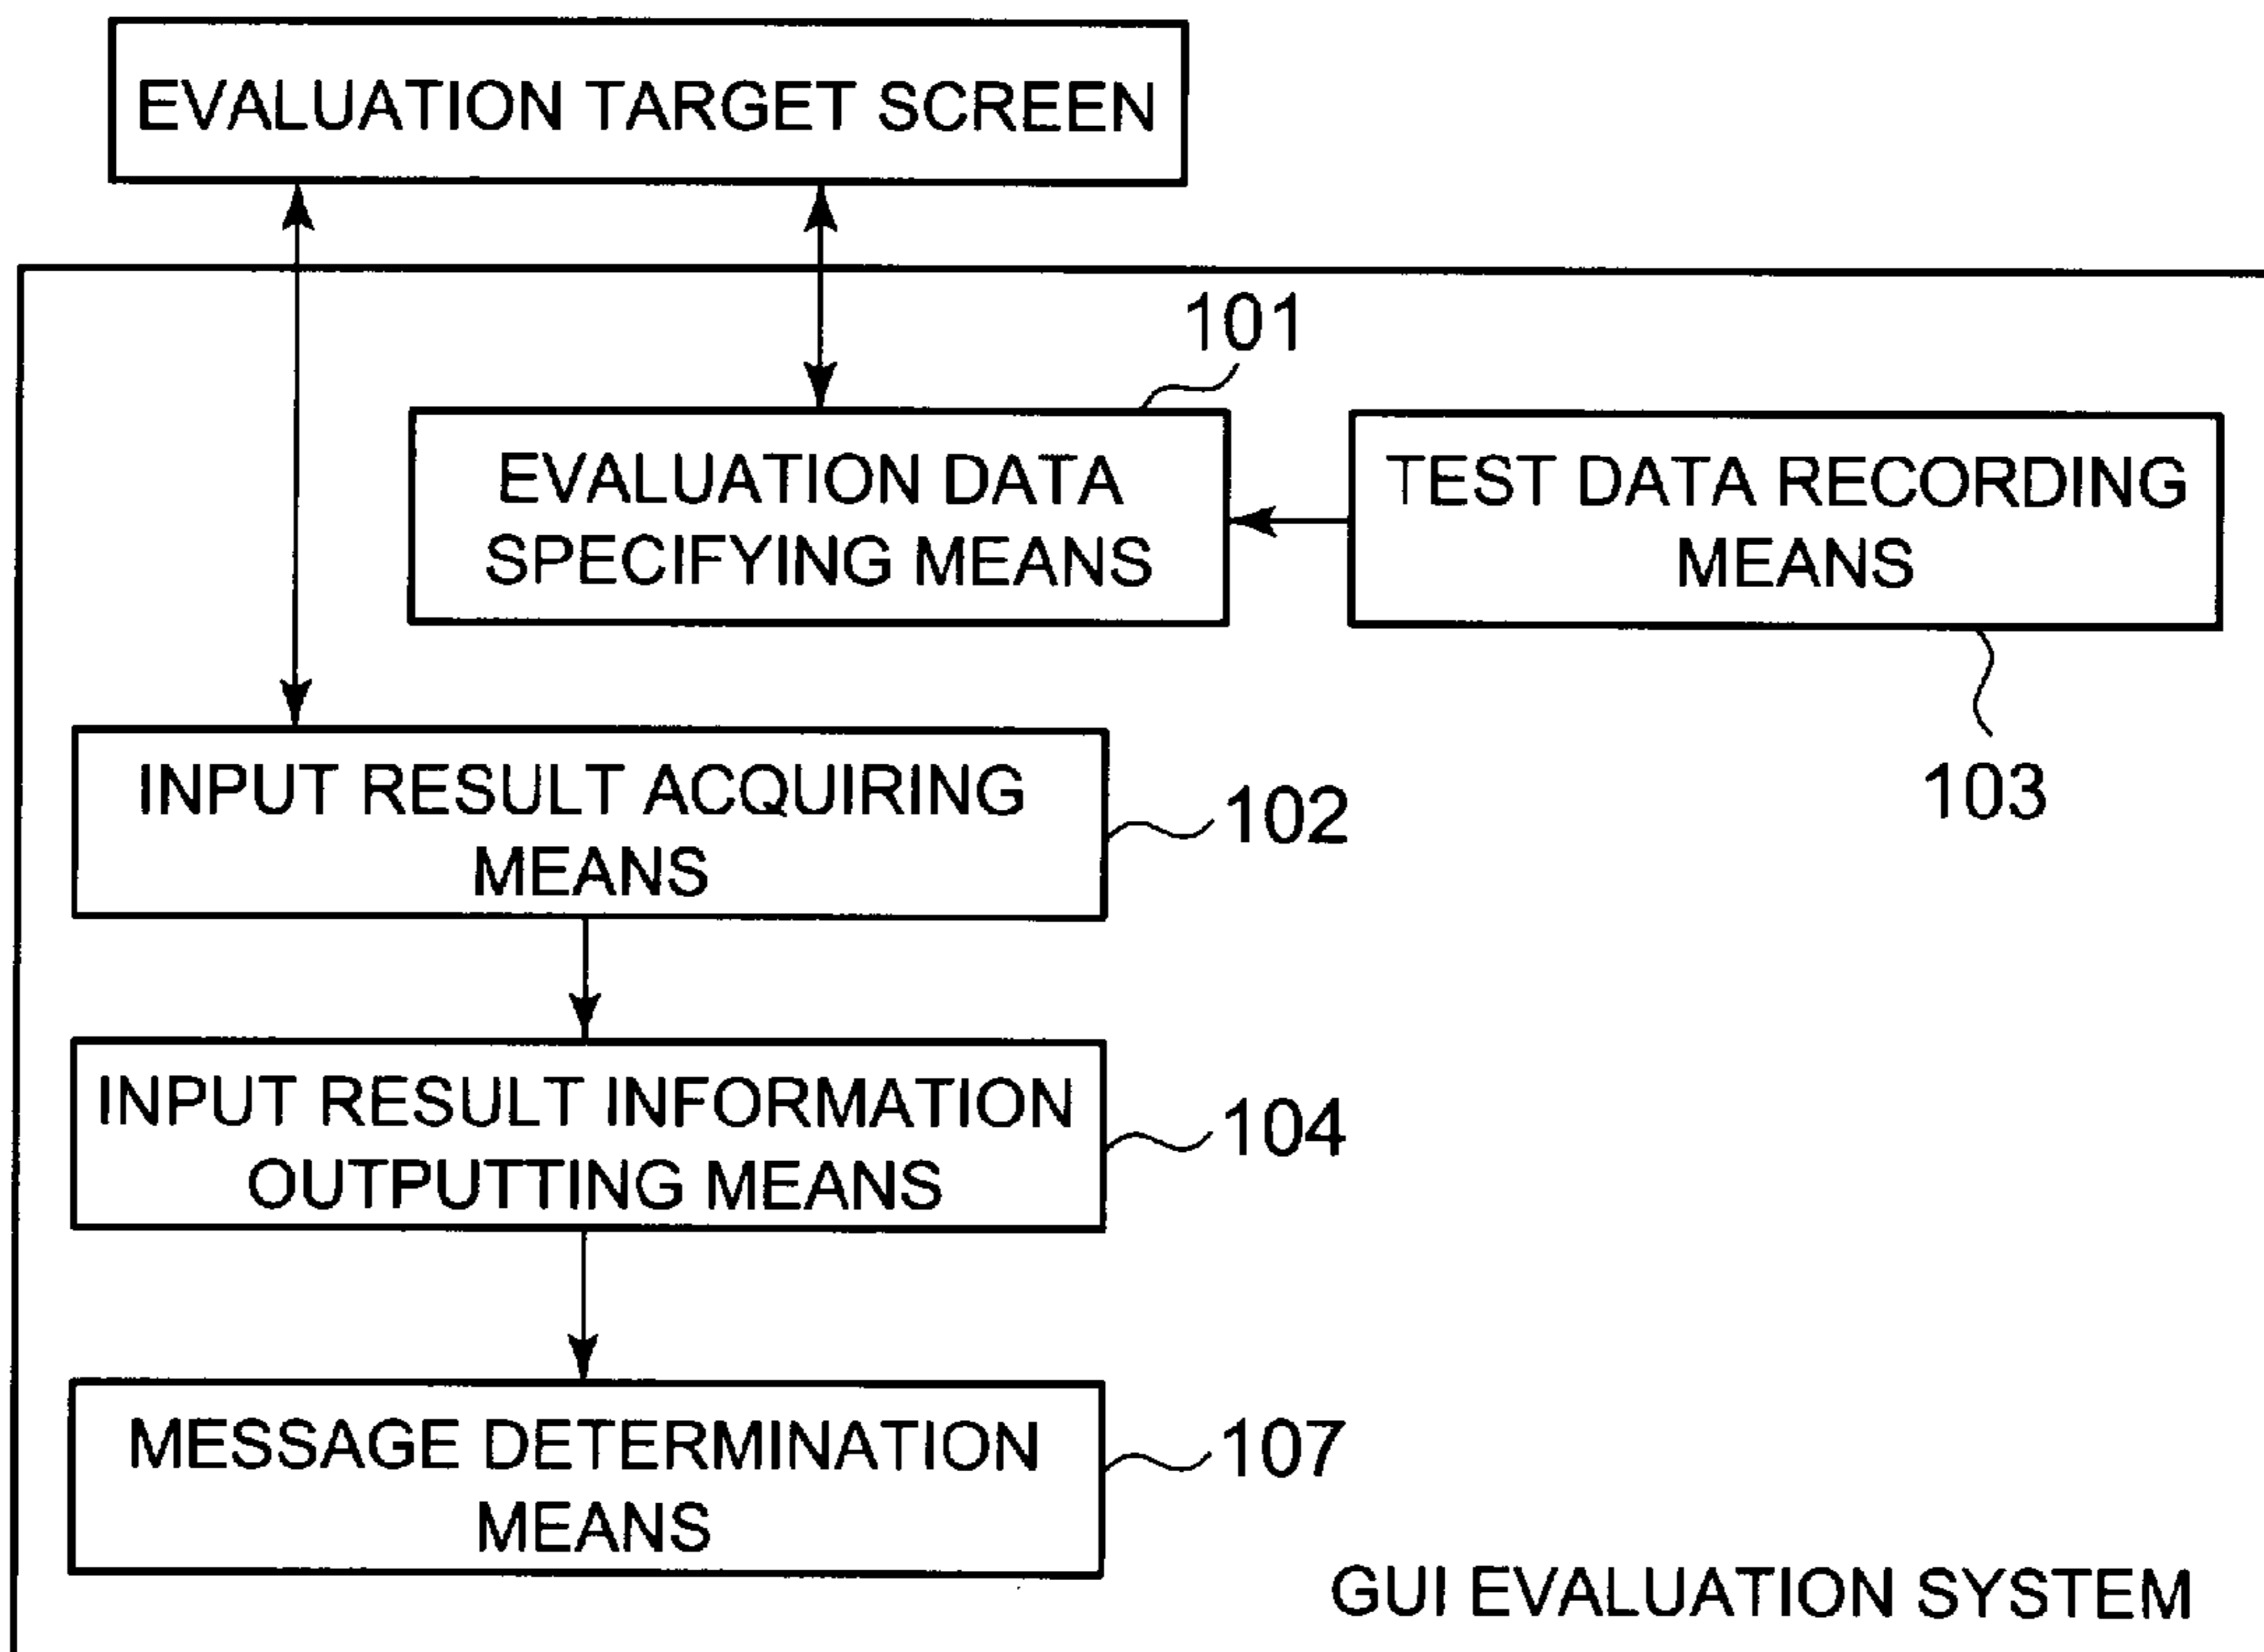 EVALUATION TARGET SCREEN
101
EVALUATION DATA
SPECIFYING MEANS
TEST DATA RECORDING
MEANS
103
INPUT RESULT ACQUIRING
MEANS
102
INPUT RESULT INFORMATION
OUTPUTTING MEANS
104
MESSAGE DETERMINATION
MEANS
107
GUI EVALUATION SYSTEM